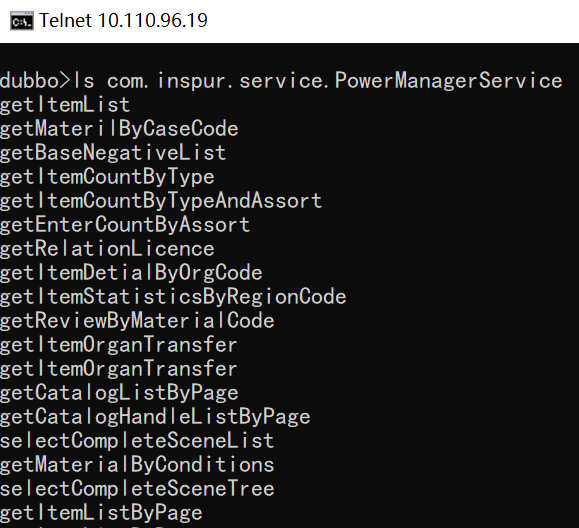 Telnet 10.110.96.19
dubbo>ls com.inspur.service.PowerManagerService
getItemList
getMaterilByCaseCode
getBaseNegativeList
getItemCountByType
getItemCountByTypeAndAssort
getEnterCountByAssort
getRelationLicence
getItemDetialByOrgCode
getItemStatisticsByRegionCode
getReviewByMaterialCode
getItemOrganTransfer
getItemOrganTransfer
getCatalogListByPage
getCatalogHandleListByPage
selectCompleteSceneList
getMaterialByConditions
selectCompleteSceneTree
getItemListByPage